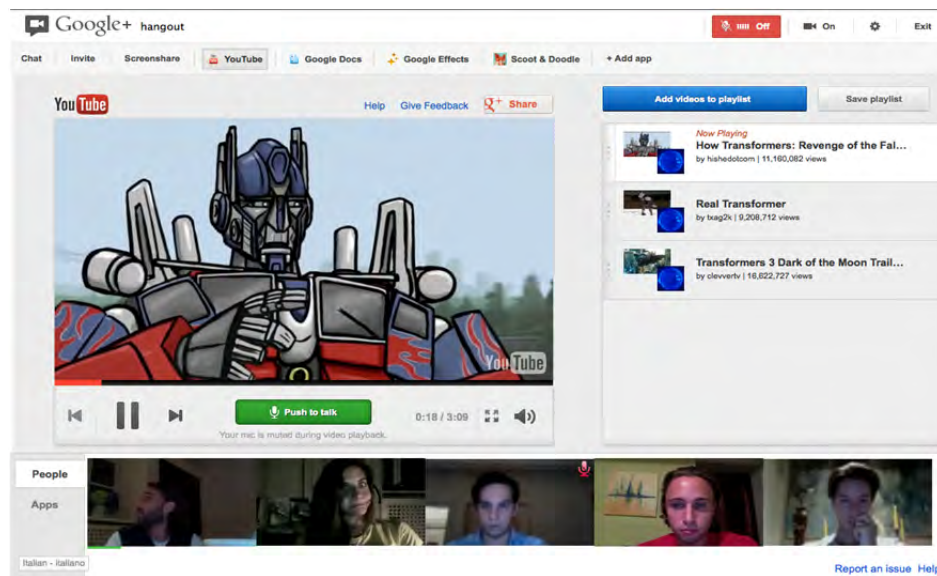 Google+ hangout
Off
On
Exit
Chat
Invite
Screenshare
YouTube
Google Docs
Google Effects
Scoot & Doodle
+ Add app
YouTube
Help
Give Feedback
g+ Share
Add videos to playlist
Save playlist
Now Playing
How Transformers: Revenge of the Fal...
by hishedotcom | 11,160,082 views
Real Transformer
by txag2k | 9,208,712 views
Transformers 3 Dark of the Moon Trail...
by clevvertv | 16,622,727 views
YouTube
Push to talk
0:18 / 3:09
Your mic is muted during video playback.
People
Apps
Italian - italiano
Report an issue
Help